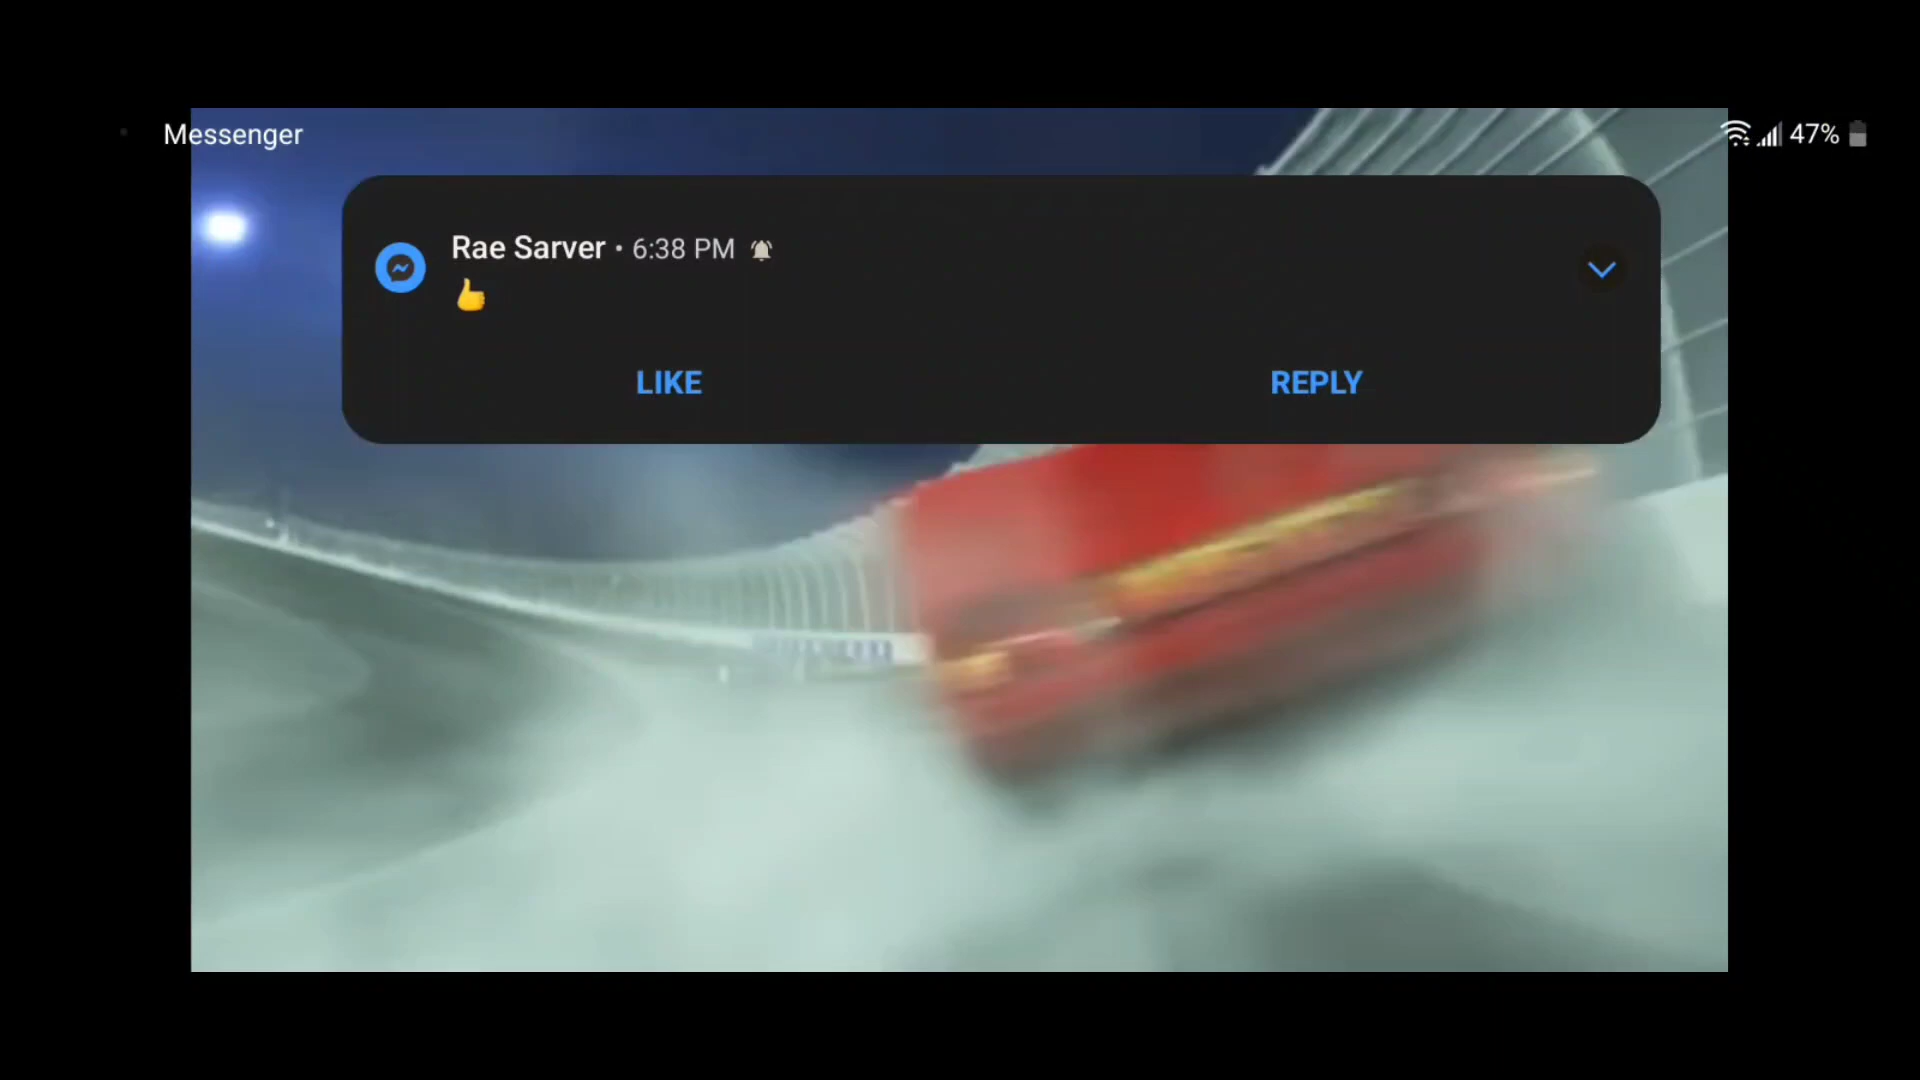 Messenger
47%
Rae Sarver • 6:38 PM
👍
LIKE
REPLY